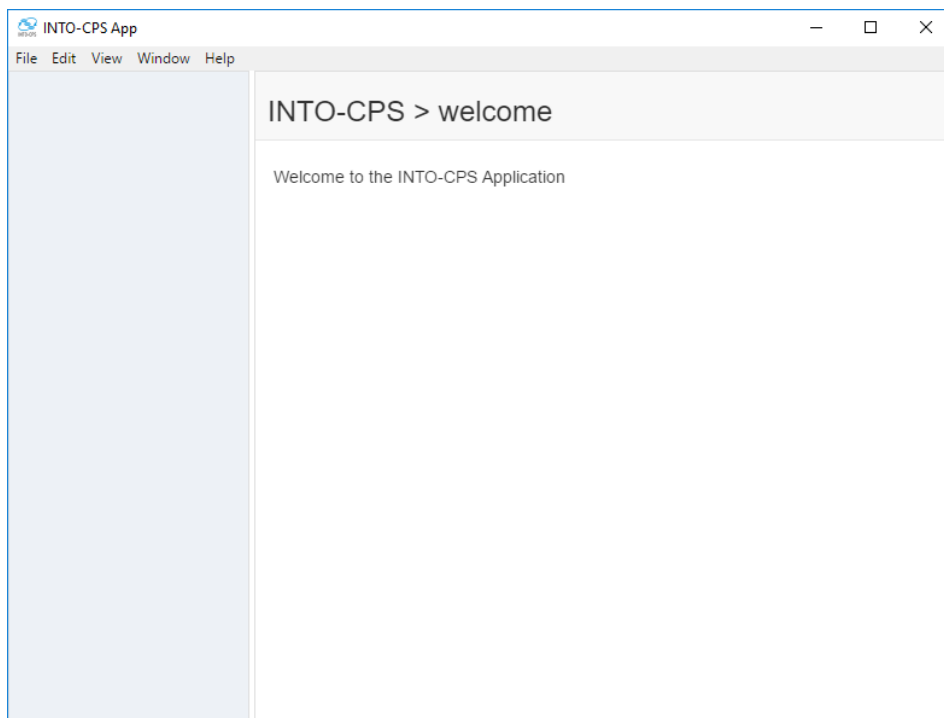 INTO-CPS App
File Edit View Window Help
INTO-CPS > welcome
Welcome to the INTO-CPS Application